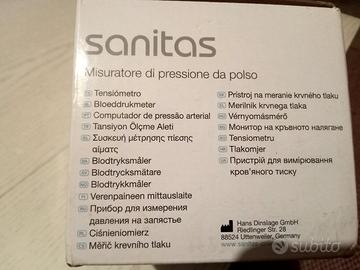 sanitas
Misuratore di pressione da polso
Tensiómetro
Bloeddrukmeter
Computador de pressão arterial
Tansiyon Ölçme Aleti
Συσκευή μέτρησης πίεσης
αίματς
Blodtryksmåler
Blodtrycksmätare
Blodtrykkmåler
Verenpaineen mittauslaite
Прибор для измерения
давления на запястье
Ciśnieniomierz
Měřič krevního tlaku
Prístroj na meranie krvného tlaku
Merilnik krvnega tlaka
Vérnyomásmérő
Монитор на кръвното налягане
Tensiometru
Tlakomjer
Пристрій для вимірювання
кров'яного тиску
Hans Dinslage GmbH
Riedlinger Str. 28
88524 Uttenweiler, Germany
subito